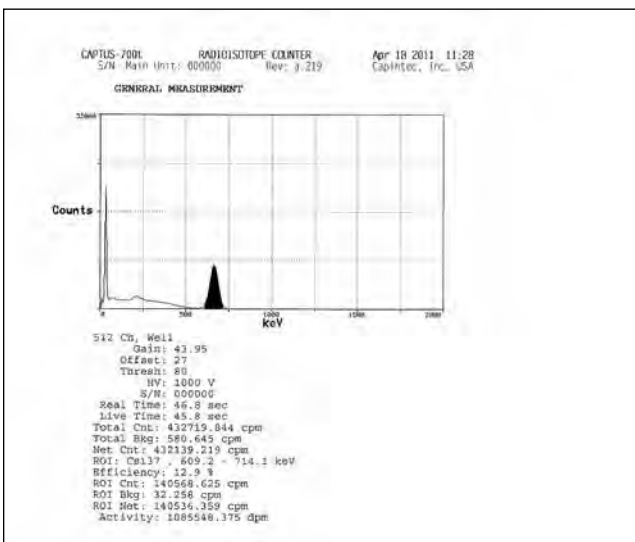 CAPTUS-700t RADIOISOTOPE COUNTER Apr 18 2011 11:28
S/N Main Unit: 000000 Rev: a.219 Capintec, Inc. USA
GENERAL MEASUREMENT
Counts
0 500 1000 1500 2000
keV
512 Ch, Well
Gain: 43.95
Offset: 27
Thresh: 80
HV: 1000 V
S/N: 000000
Real Time: 46.8 sec
Live Time: 45.8 sec
Total Cnt: 432719.844 cpm
Total Bkg: 580.645 cpm
Net Cnt: 432139.219 cpm
ROI: Cs137 , 609.2 - 714.1 keV
Efficiency: 12.9 %
ROI Cnt: 140568.625 cpm
ROI Bkg: 32.258 cpm
ROI Net: 140536.359 cpm
Activity: 1085548.375 dpm